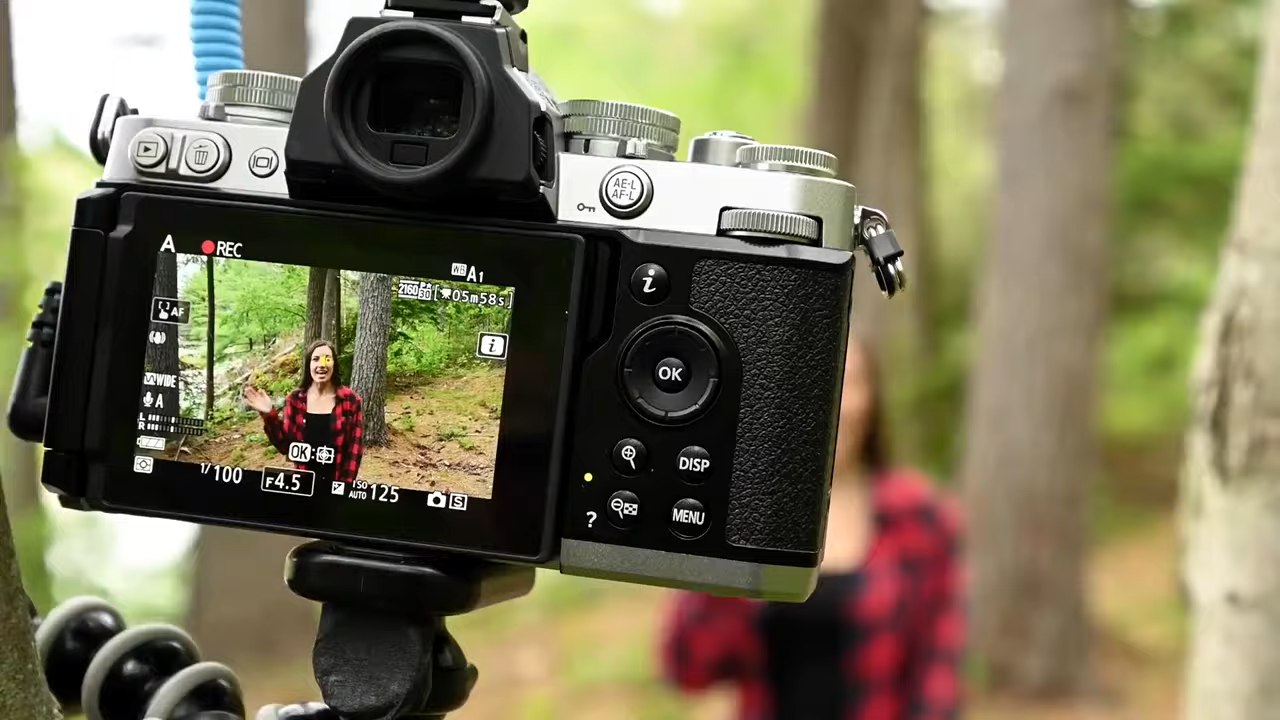 AE-L
AF-L
A REC
WB A1
2160 30 [05m58s]
AF
i
i
WIDE
A
L
R
OK
OK:
1/100 F4.5 ISO AUTO 125 S
DISP
?
MENU